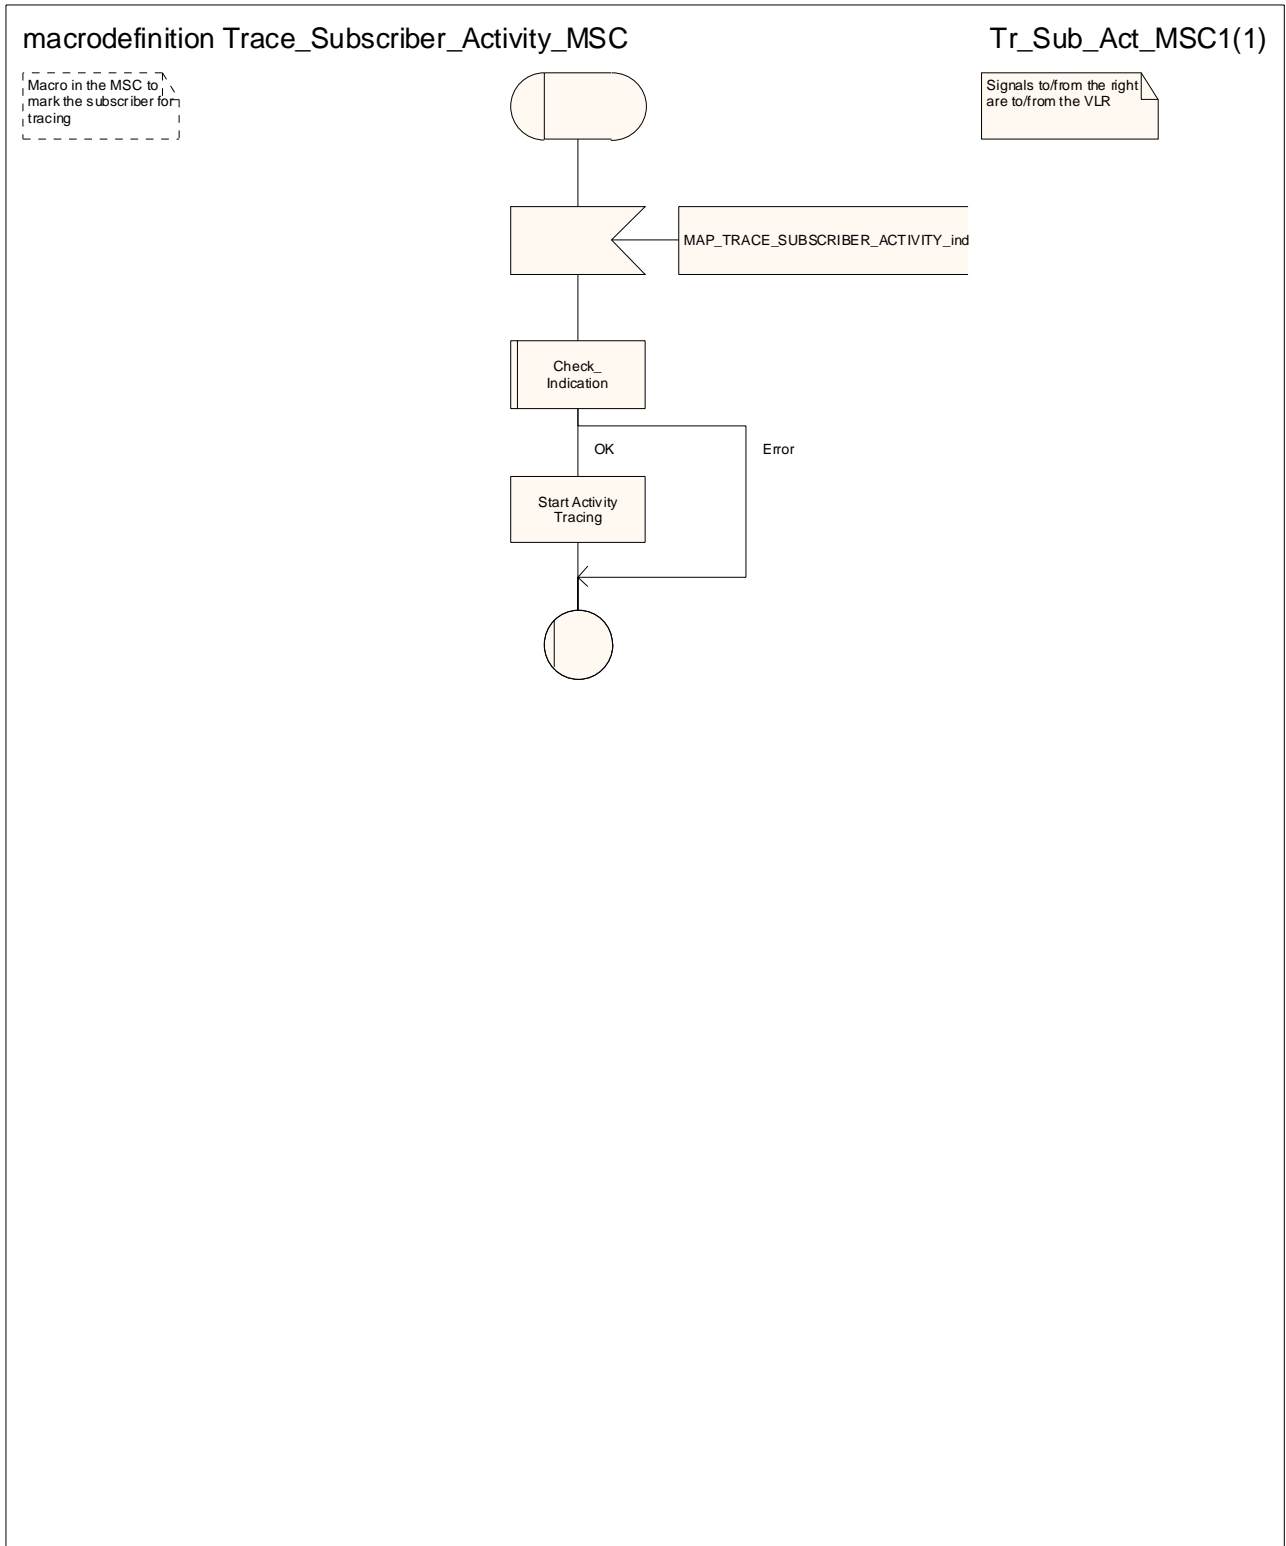 macrodefinition Trace_Subscriber_Activity_MSC
Tr_Sub_Act_MSC1(1)
Macro in the MSC to
mark the subscriber for
tracing
Signals to/from the right
are to/from the VLR
MAP_TRACE_SUBSCRIBER_ACTIVITY_ind
Check_
Indication
OK
Error
Start Activity
Tracing